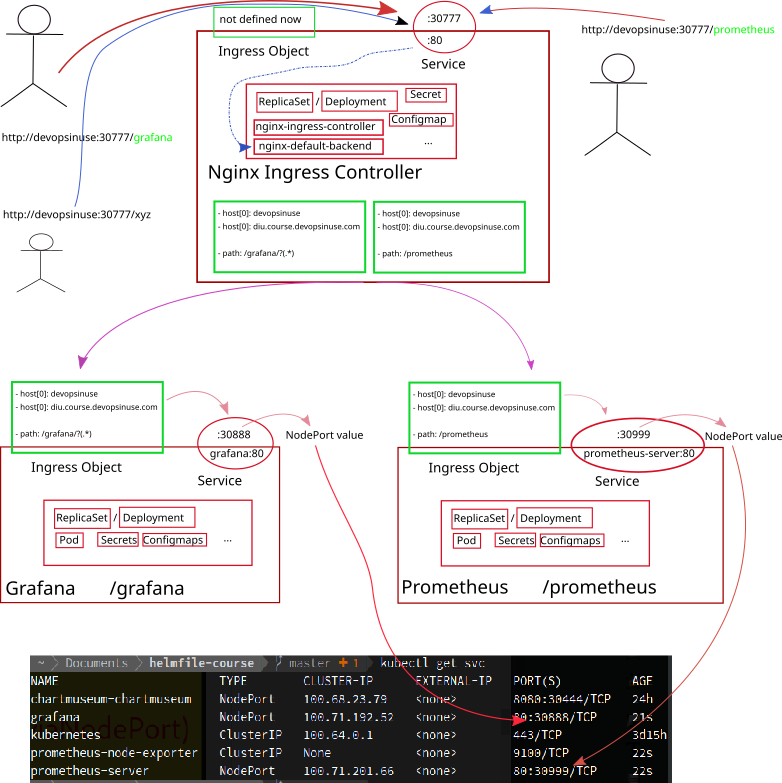 not defined now
:30777
:80
http://devopsinuse:30777/prometheus
Ingress Object
Service
ReplicaSet / Deployment
Secret
Configmap
nginx-ingress-controller
nginx-default-backend
...
http://devopsinuse:30777/grafana
Nginx Ingress Controller
http://devopsinuse:30777/xyz
- host[0]: devopsinuse
- host[0]: diu.course.devopsinuse.com
- path: /grafana/?(.*)
- host[0]: devopsinuse
- host[0]: diu.course.devopsinuse.com
- path: /prometheus
- host[0]: devopsinuse
- host[0]: diu.course.devopsinuse.com
- path: /grafana/?(.*)
:30888
grafana:80
NodePort value
Ingress Object
Service
ReplicaSet / Deployment
Pod Secrets Configmaps ...
Grafana /grafana
- host[0]: devopsinuse
- host[0]: diu.course.devopsinuse.com
- path: /prometheus
:30999
prometheus-server:80
NodePort value
Ingress Object
Service
ReplicaSet / Deployment
Pod Secrets Configmaps ...
Prometheus /prometheus
~ Documents helmfile-course master + 1 kubectl get svc
NAME TYPE CLUSTER-IP EXTERNAL-IP PORT(S) AGE
chartmuseum-chartmuseum NodePort 100.68.23.79 <none> 8080:30444/TCP 24h
grafana NodePort 100.71.192.52 <none> 80:30888/TCP 21s
kubernetes ClusterIP 100.64.0.1 <none> 443/TCP 3d15h
prometheus-node-exporter ClusterIP None <none> 9100/TCP 22s
prometheus-server NodePort 100.71.201.66 <none> 80:30999/TCP 22s